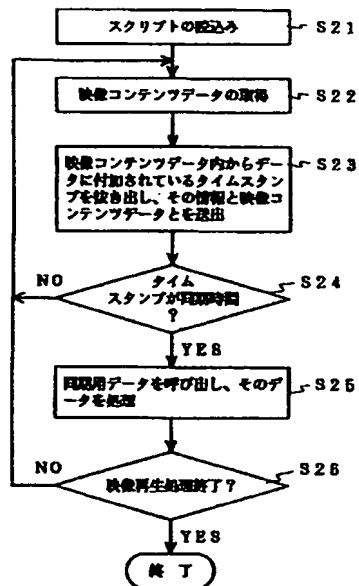 スクリプトの読込み
S21
映像コンテンツデータの取得
S22
映像コンテンツデータ内からデー
タに付加されているタイムスタン
プを抜き出し、その情報と映像コ
ンテンツデータとを送出
S23
タイム
スタンプが同期時間
?
S24
NO
YES
同期用データを呼び出し、そのデ
ータを処理
S25
映像再生処理終了?
S26
NO
YES
終 了